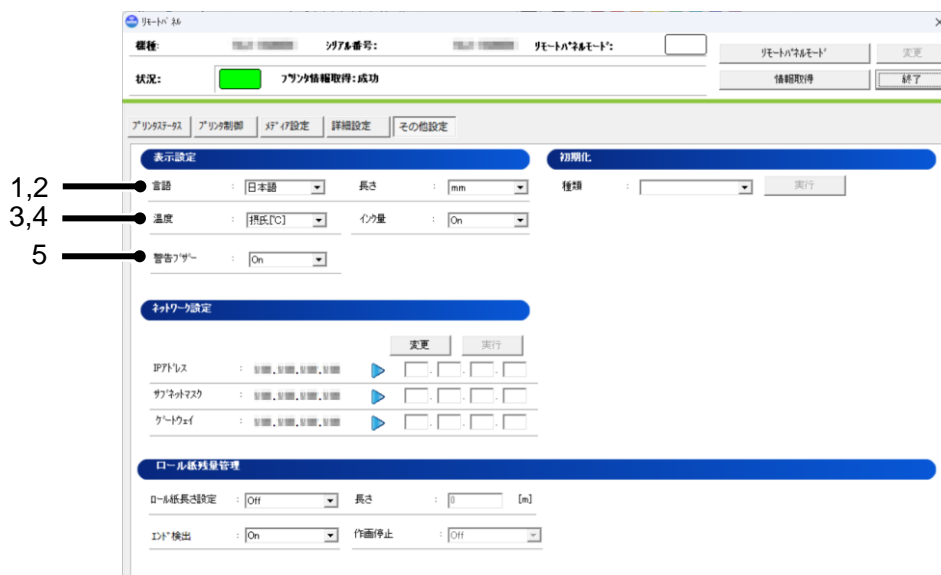 リモートパネル
機種: シリアル番号: リモートパネルモード: リモートパネルモード 変更
状況: プリンタ情報取得:成功 情報取得 終了
プリンタステータス プリンタ制御 メディア設定 詳細設定 その他設定
表示設定 初期化
1,2 言語 : 日本語 長さ : mm 種類 : 実行
3,4 温度 : 摂氏[℃] インク量 : On
5 警告ブザー : On
ネットワーク設定
変更 実行
IPアドレス :
サブネットマスク :
ゲートウェイ :
ロール紙残量管理
ロール紙長さ設定 : Off 長さ : 0 [m]
エンド検出 : On 作画停止 : Off